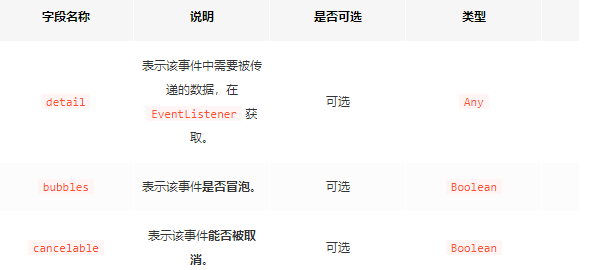 字段名称 说明 是否可选 类型
表示该事件中需要被传
递的数据，在
detail EventListener 获 可选 Any
取。
bubbles 表示该事件是否冒泡。 可选 Boolean
表示该事件能否被取
cancelable 可选 Boolean
消。